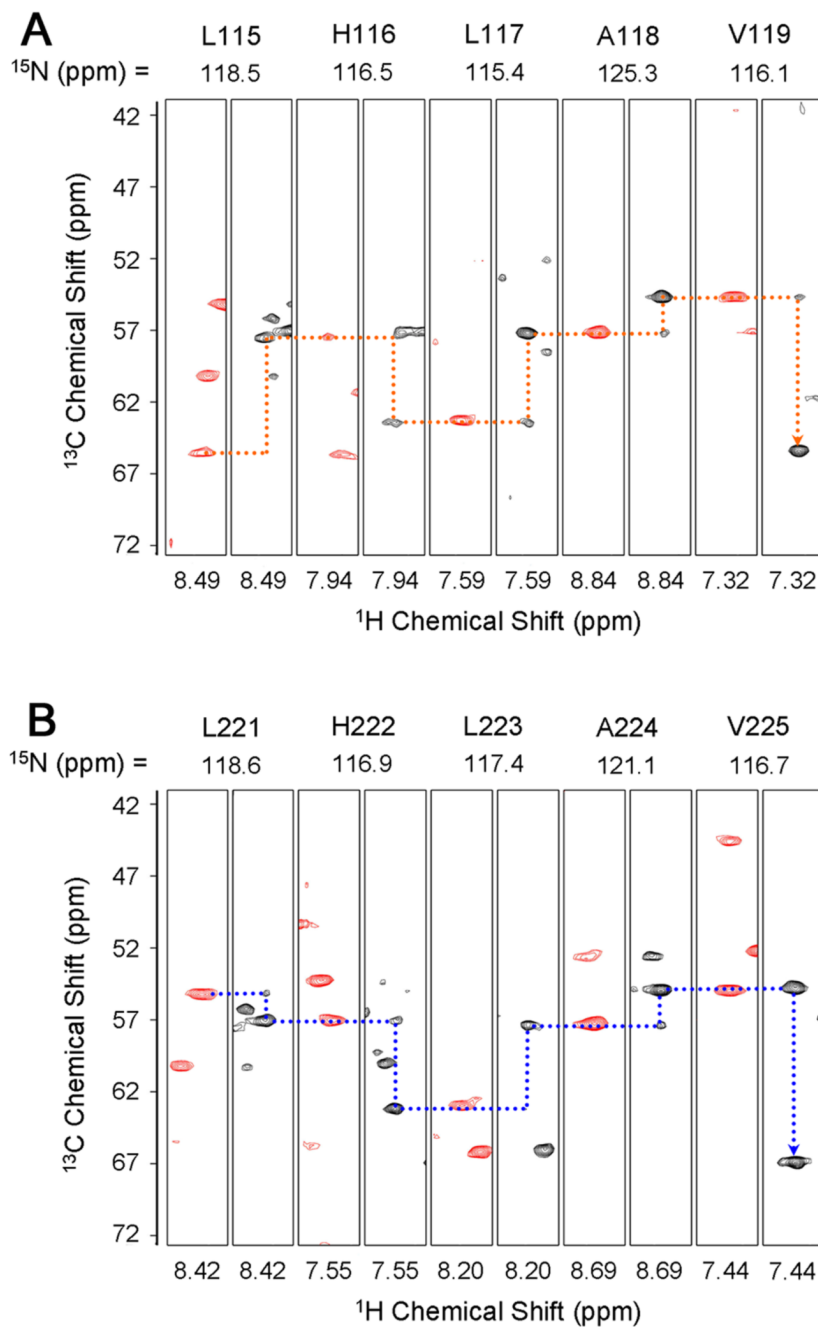 A
L115 H116 L117 A118 V119
¹⁵N (ppm) = 118.5 116.5 115.4 125.3 116.1
¹³C Chemical Shift (ppm)
42
47
52
57
62
67
72
8.49 8.49 7.94 7.94 7.59 7.59 8.84 8.84 7.32 7.32
¹H Chemical Shift (ppm)
B
L221 H222 L223 A224 V225
¹⁵N (ppm) = 118.6 116.9 117.4 121.1 116.7
¹³C Chemical Shift (ppm)
42
47
52
57
62
67
72
8.42 8.42 7.55 7.55 8.20 8.20 8.69 8.69 7.44 7.44
¹H Chemical Shift (ppm)